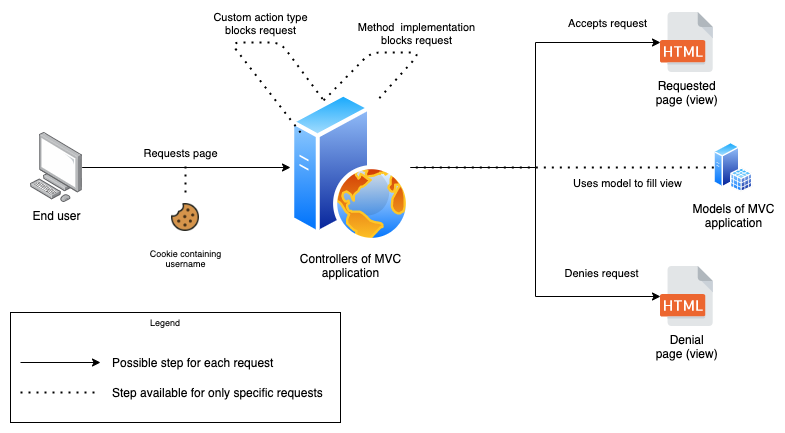 Custom action type
blocks request
Method implementation
blocks request
Accepts request
HTML
Requested
page (view)
Requests page
End user
Cookie containing
username
Controllers of MVC
application
Uses model to fill view
Models of MVC
application
Denies request
HTML
Denial
page (view)
Legend
Possible step for each request
Step available for only specific requests